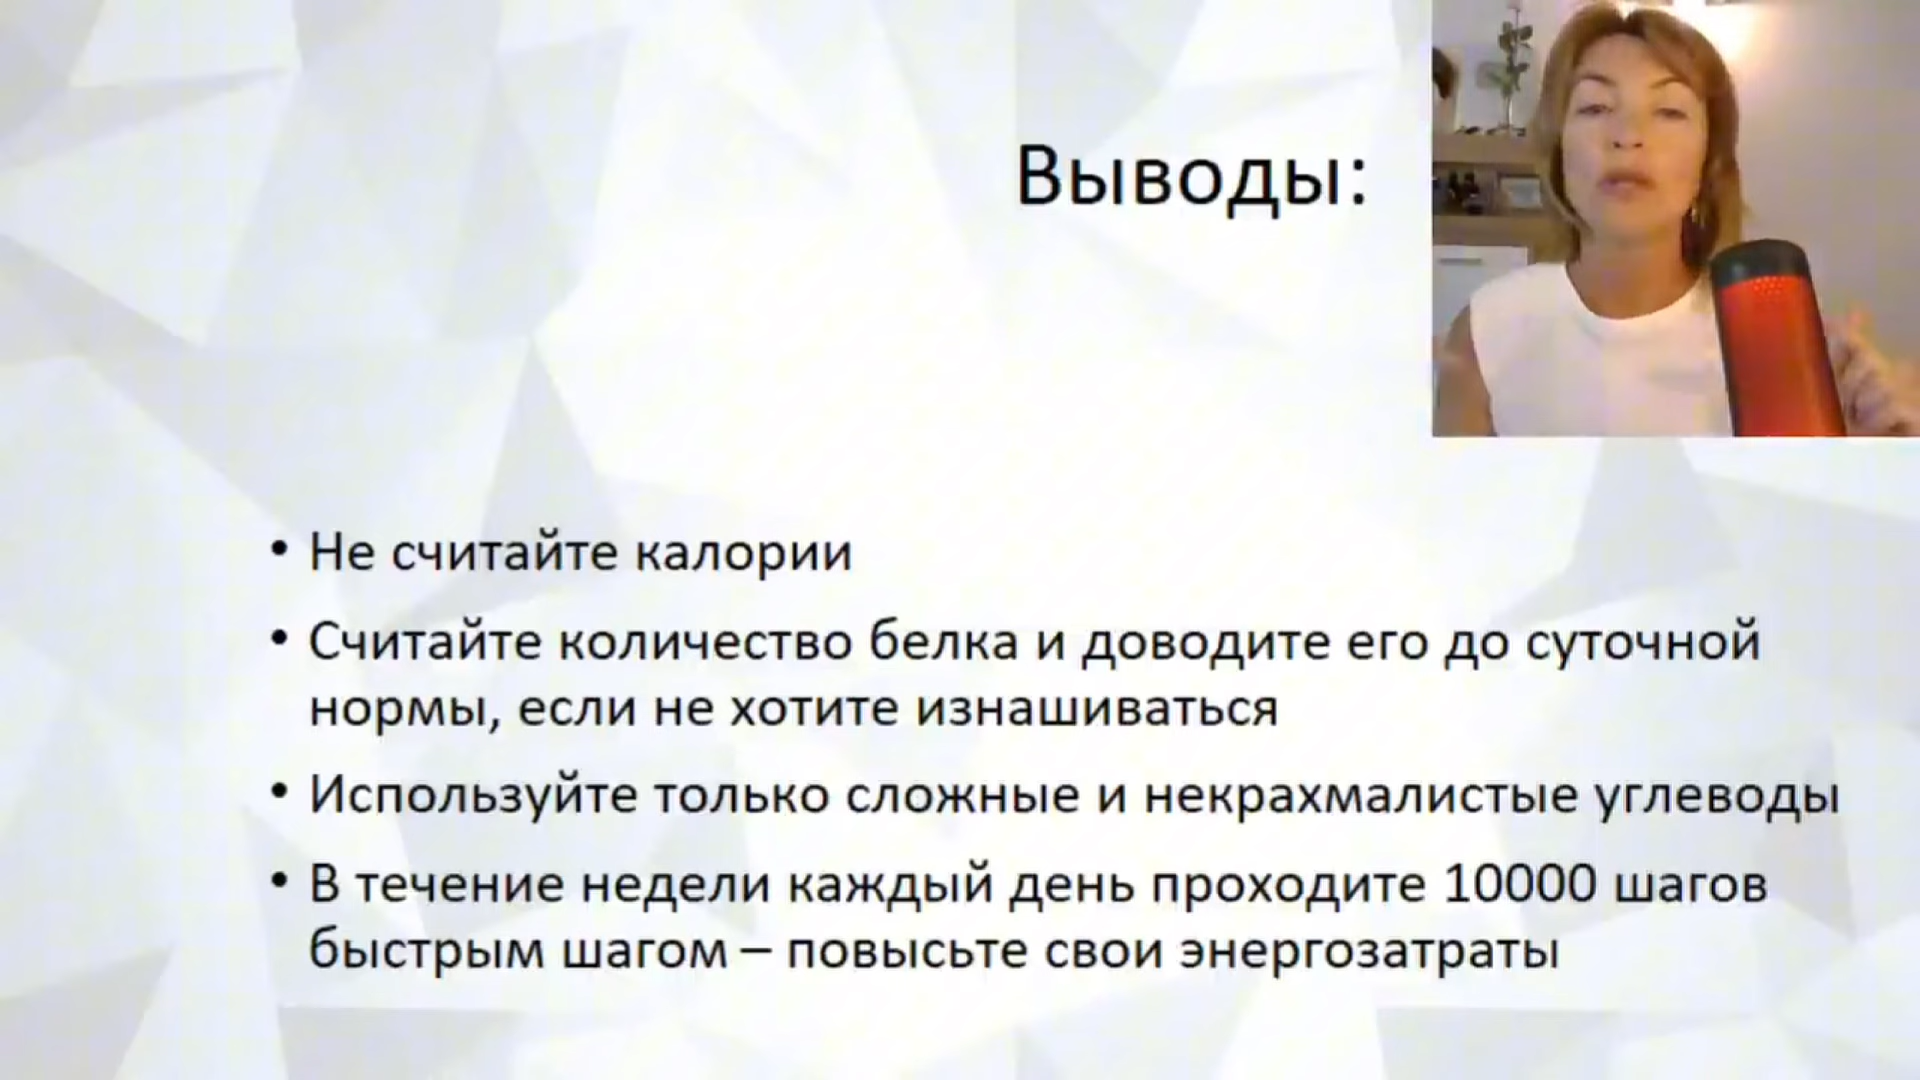 Выводы:
• Не считайте калории
• Считайте количество белка и доводите его до суточной
нормы, если не хотите изнашиваться
• Используйте только сложные и некрахмалистые углеводы
• В течение недели каждый день проходите 10000 шагов
быстрым шагом – повысьте свои энергозатраты